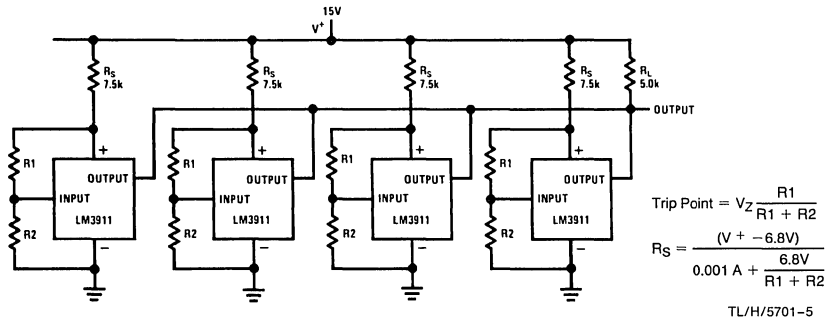 15V
V+
RS 7.5k
RS 7.5k
RS 7.5k
RS 7.5k
RL 5.0k
OUTPUT
R1
+
OUTPUT
INPUT
LM3911
R2
−
R1
+
OUTPUT
INPUT
LM3911
R2
−
R1
+
OUTPUT
INPUT
LM3911
R2
−
R1
+
OUTPUT
INPUT
LM3911
R2
−
Trip Point = VZ R1 / R1 + R2
RS = (V + −6.8V) / 0.001 A + 6.8V / R1 + R2
TL/H/5701–5